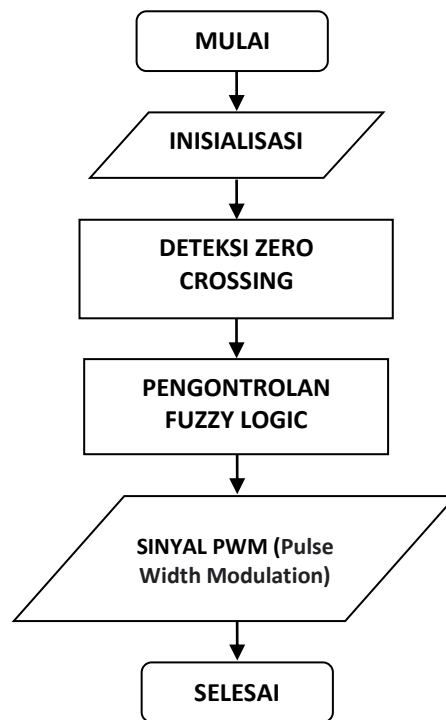 MULAI
INISIALISASI
DETEKSI ZERO
CROSSING
PENGONTROLAN
FUZZY LOGIC
SINYAL PWM (Pulse
Width Modulation)
SELESAI